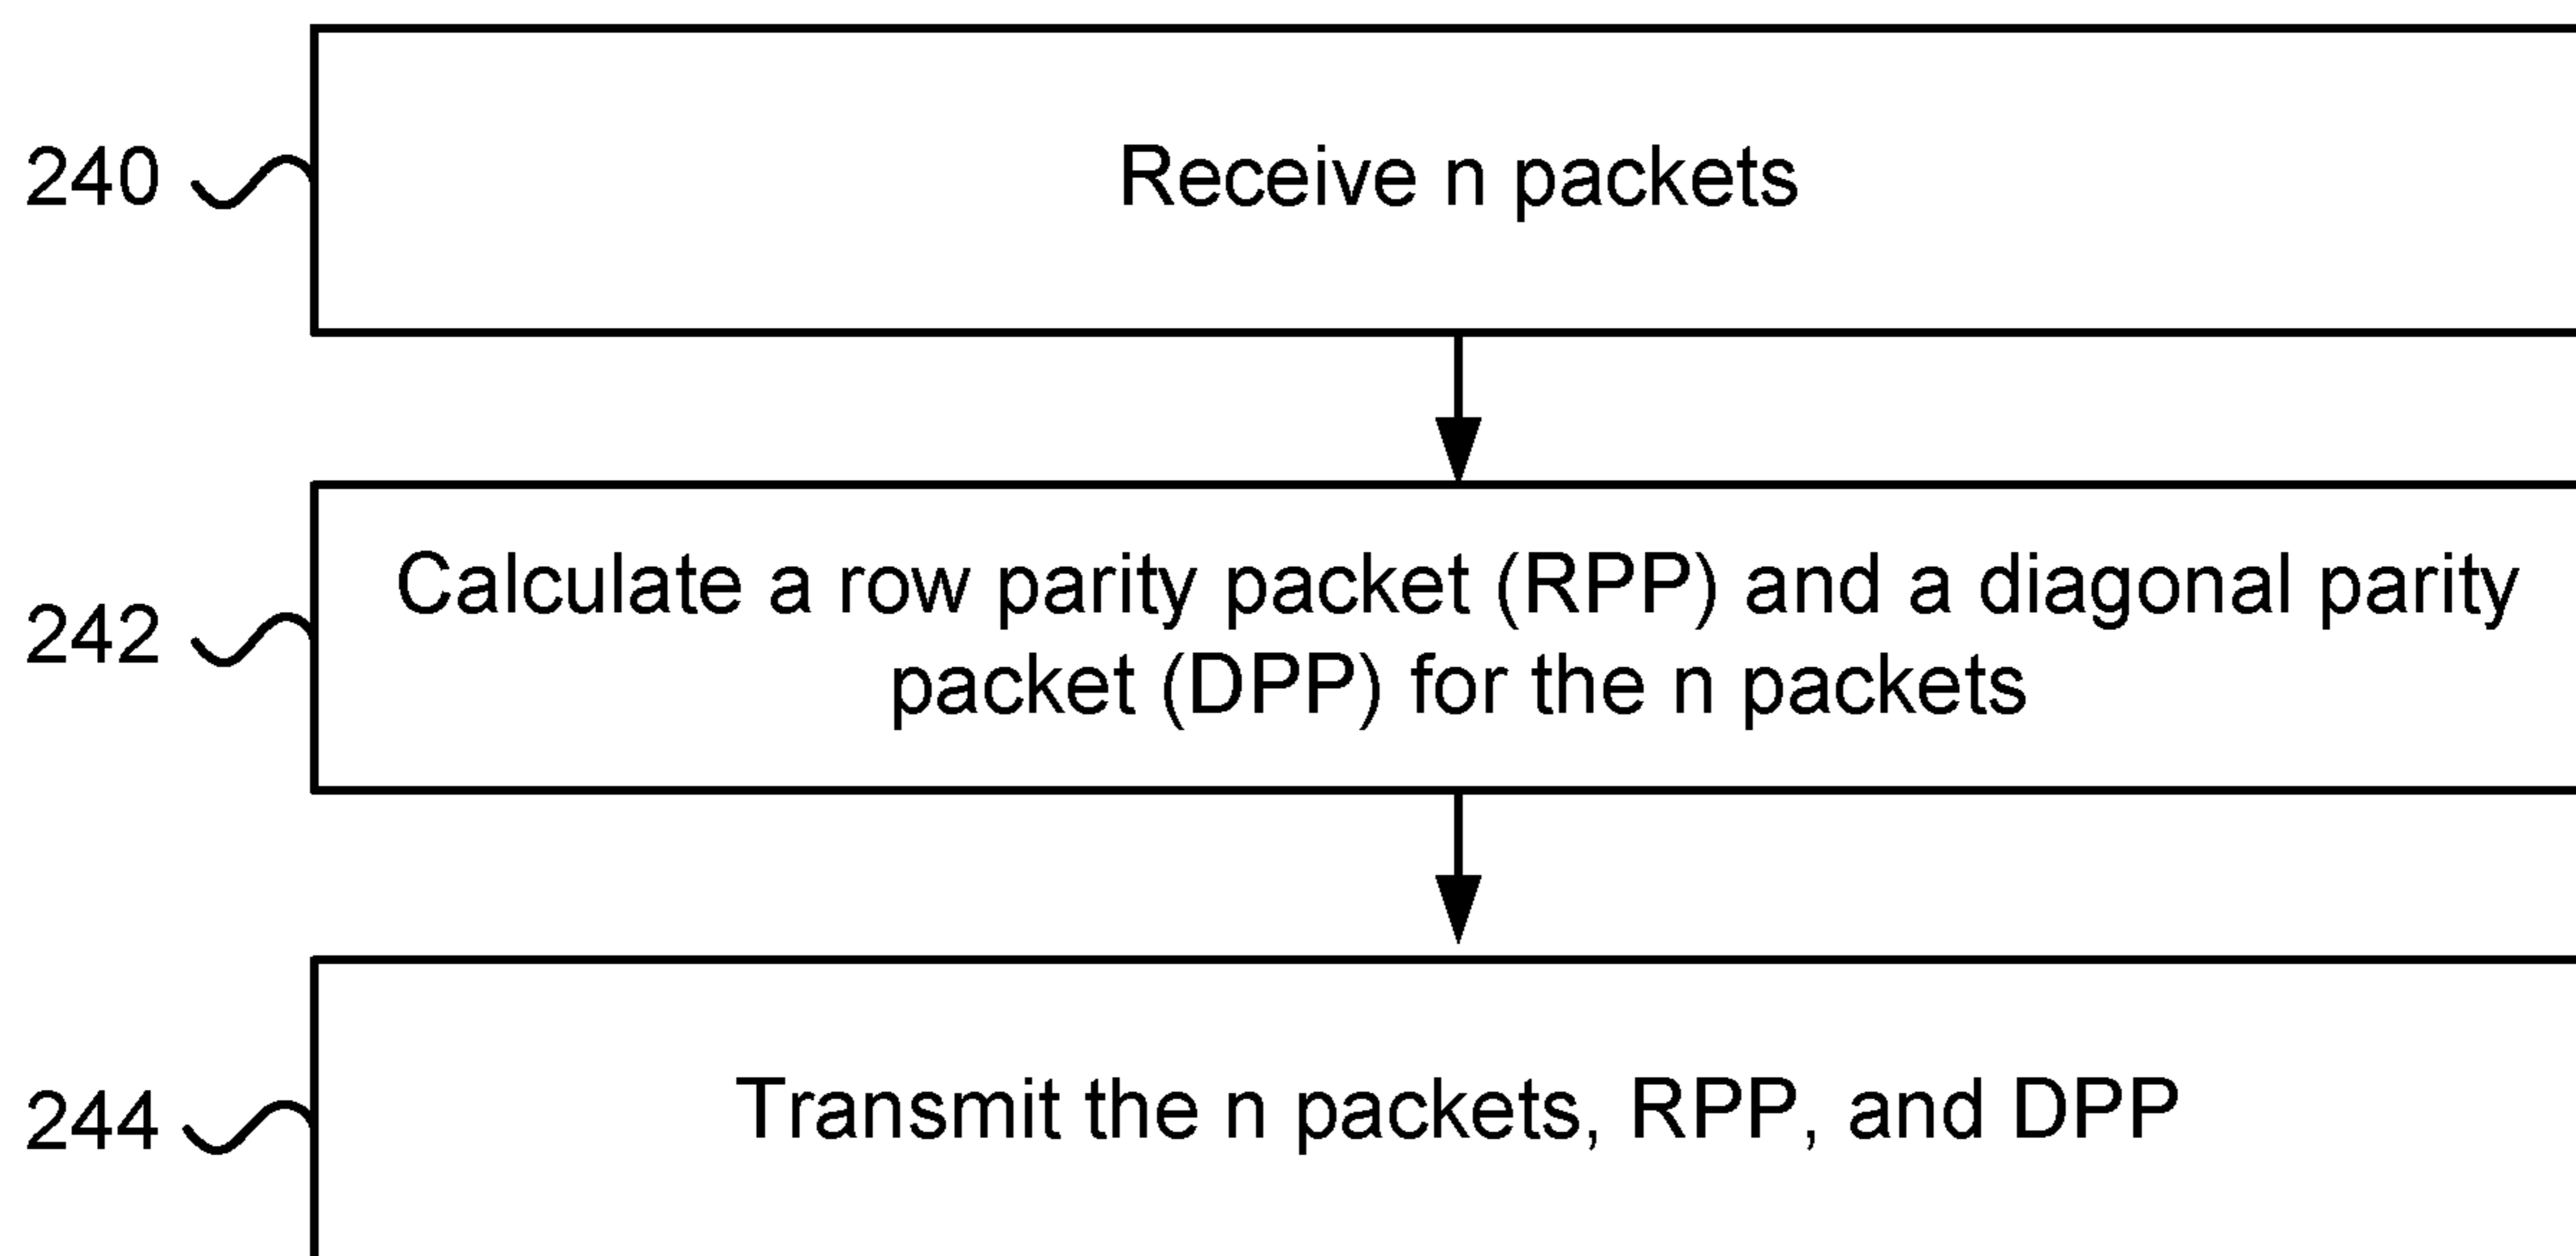 240
Receive n packets
242
Calculate a row parity packet (RPP) and a diagonal parity
packet (DPP) for the n packets
244
Transmit the n packets, RPP, and DPP